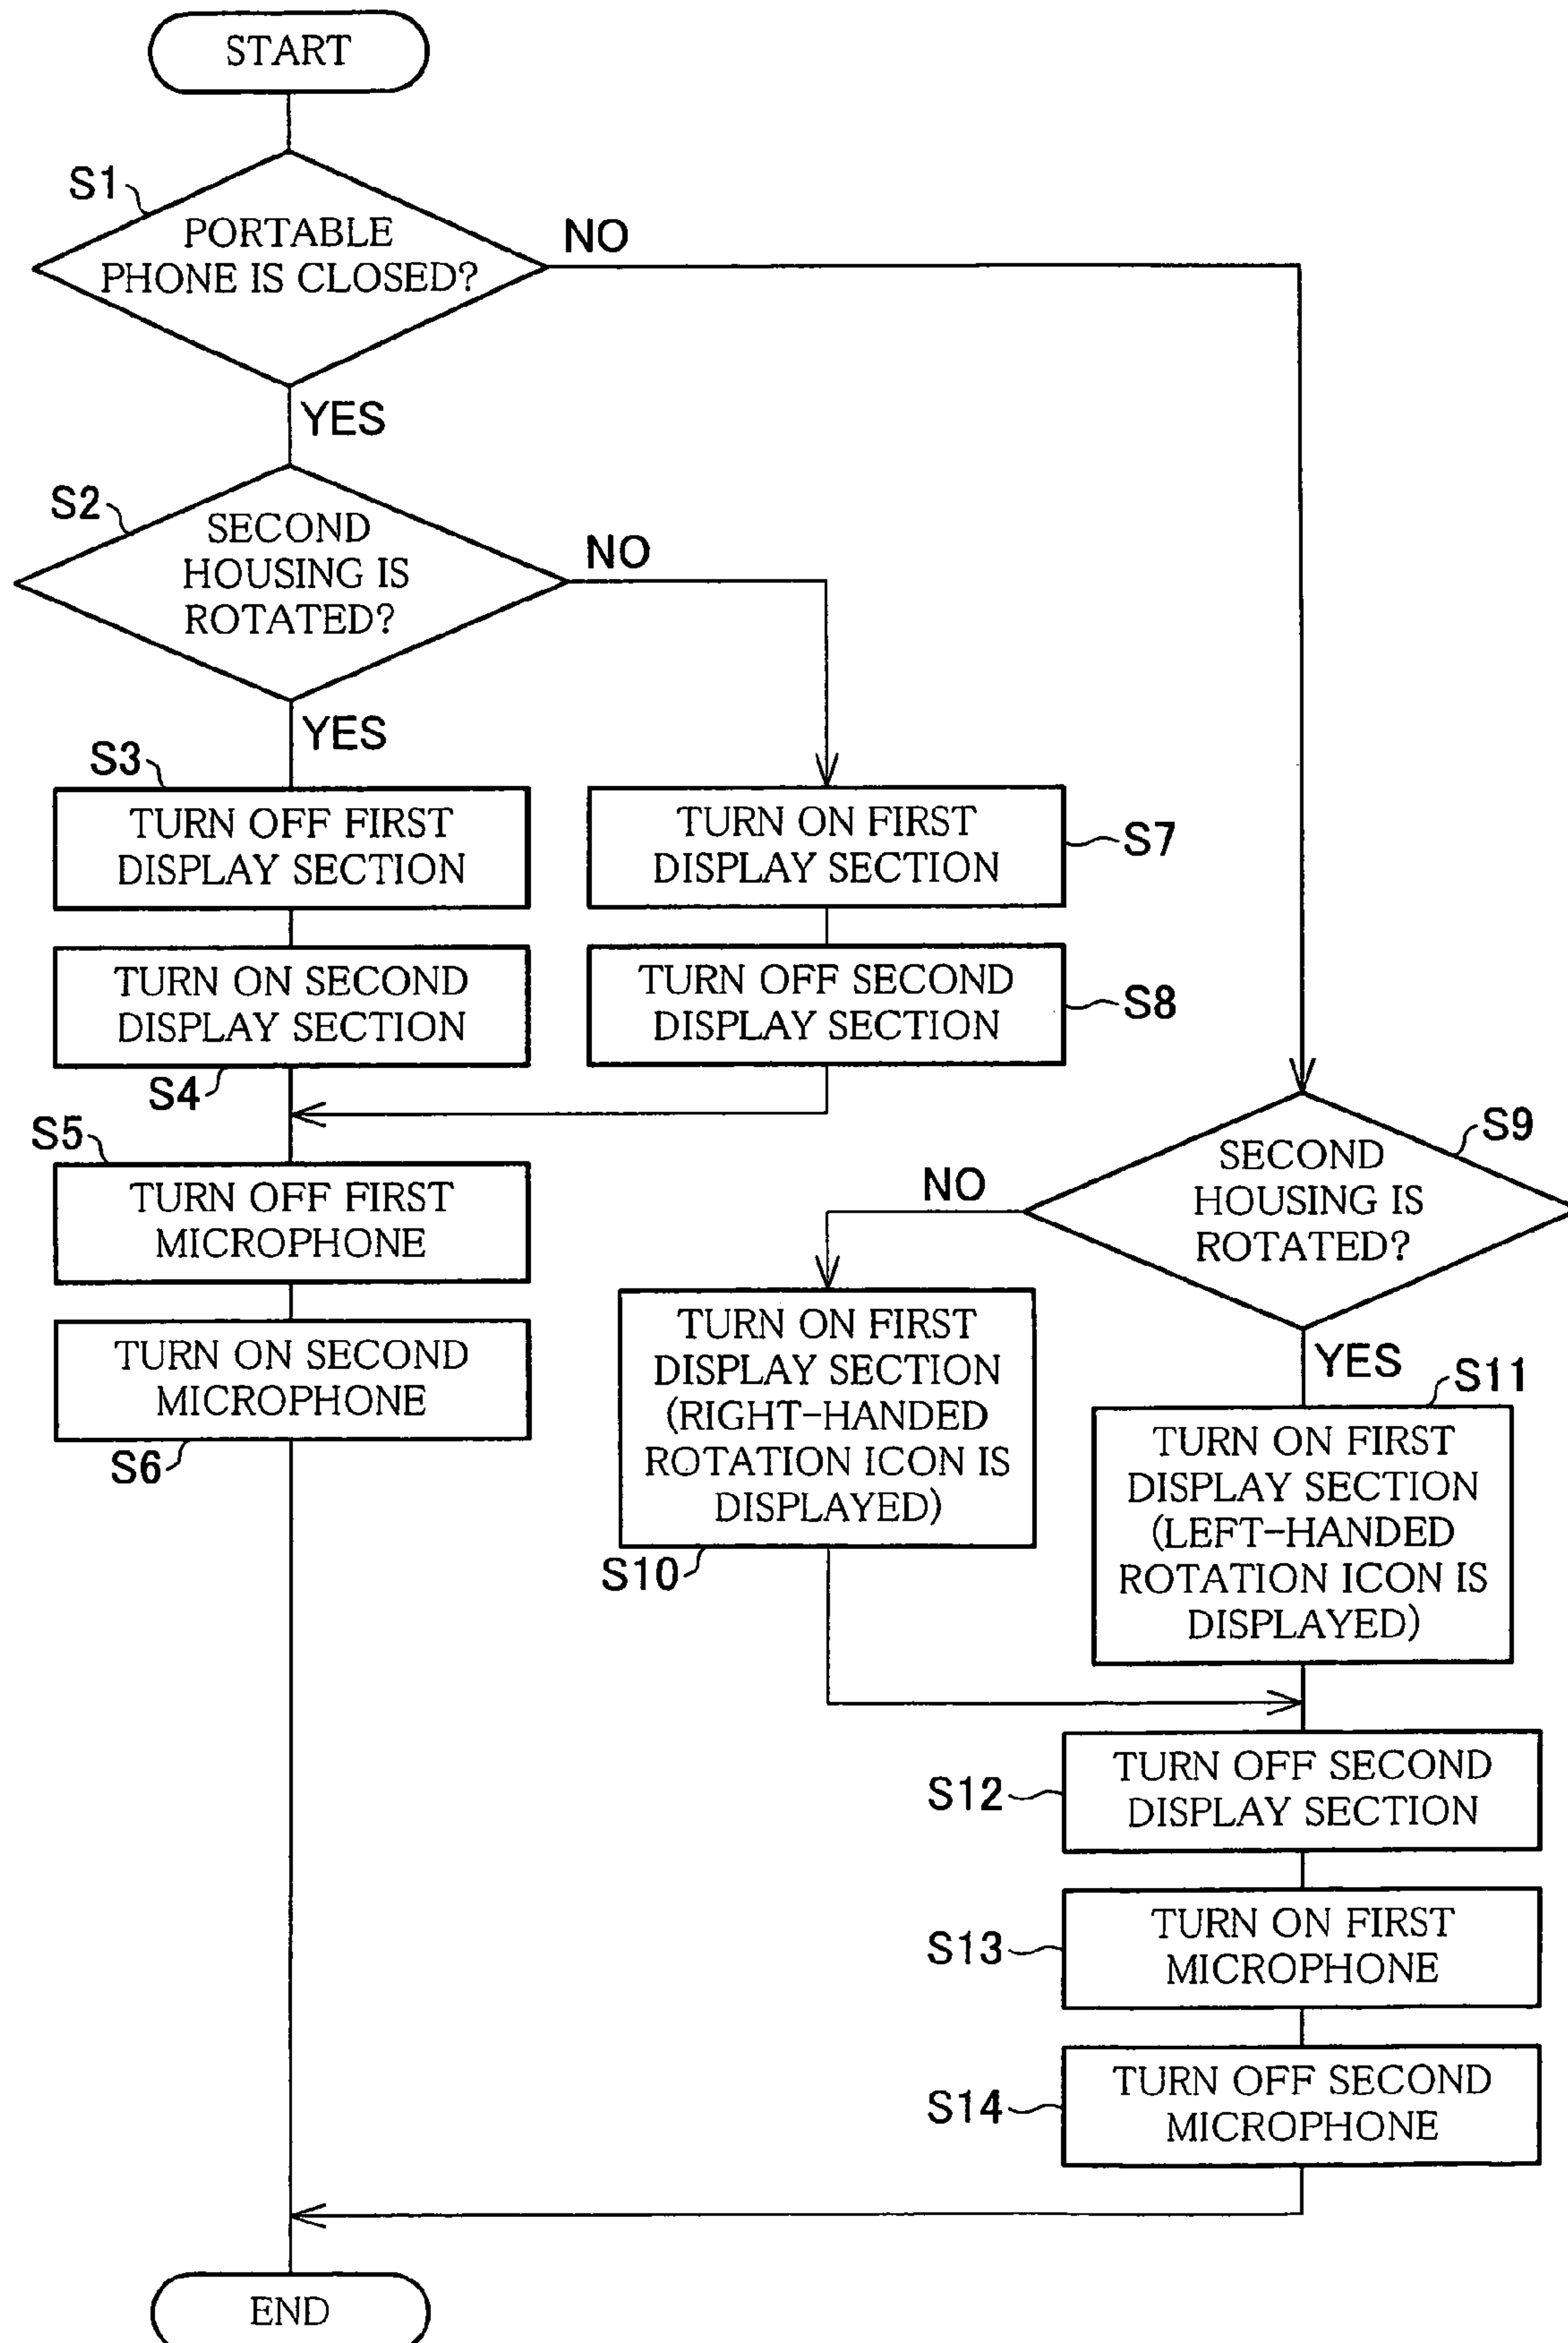 START
S1
PORTABLE
PHONE IS CLOSED?
NO
YES
S2
SECOND
HOUSING IS
ROTATED?
NO
YES
S3
TURN OFF FIRST
DISPLAY SECTION
TURN ON SECOND
DISPLAY SECTION
S4
TURN ON FIRST
DISPLAY SECTION
S7
TURN OFF SECOND
DISPLAY SECTION
S8
S5
TURN OFF FIRST
MICROPHONE
TURN ON SECOND
MICROPHONE
S6
S9
SECOND
HOUSING IS
ROTATED?
NO
YES
TURN ON FIRST
DISPLAY SECTION
(RIGHT-HANDED
ROTATION ICON IS
DISPLAYED)
S10
S11
TURN ON FIRST
DISPLAY SECTION
(LEFT-HANDED
ROTATION ICON IS
DISPLAYED)
S12
TURN OFF SECOND
DISPLAY SECTION
S13
TURN ON FIRST
MICROPHONE
S14
TURN OFF SECOND
MICROPHONE
END